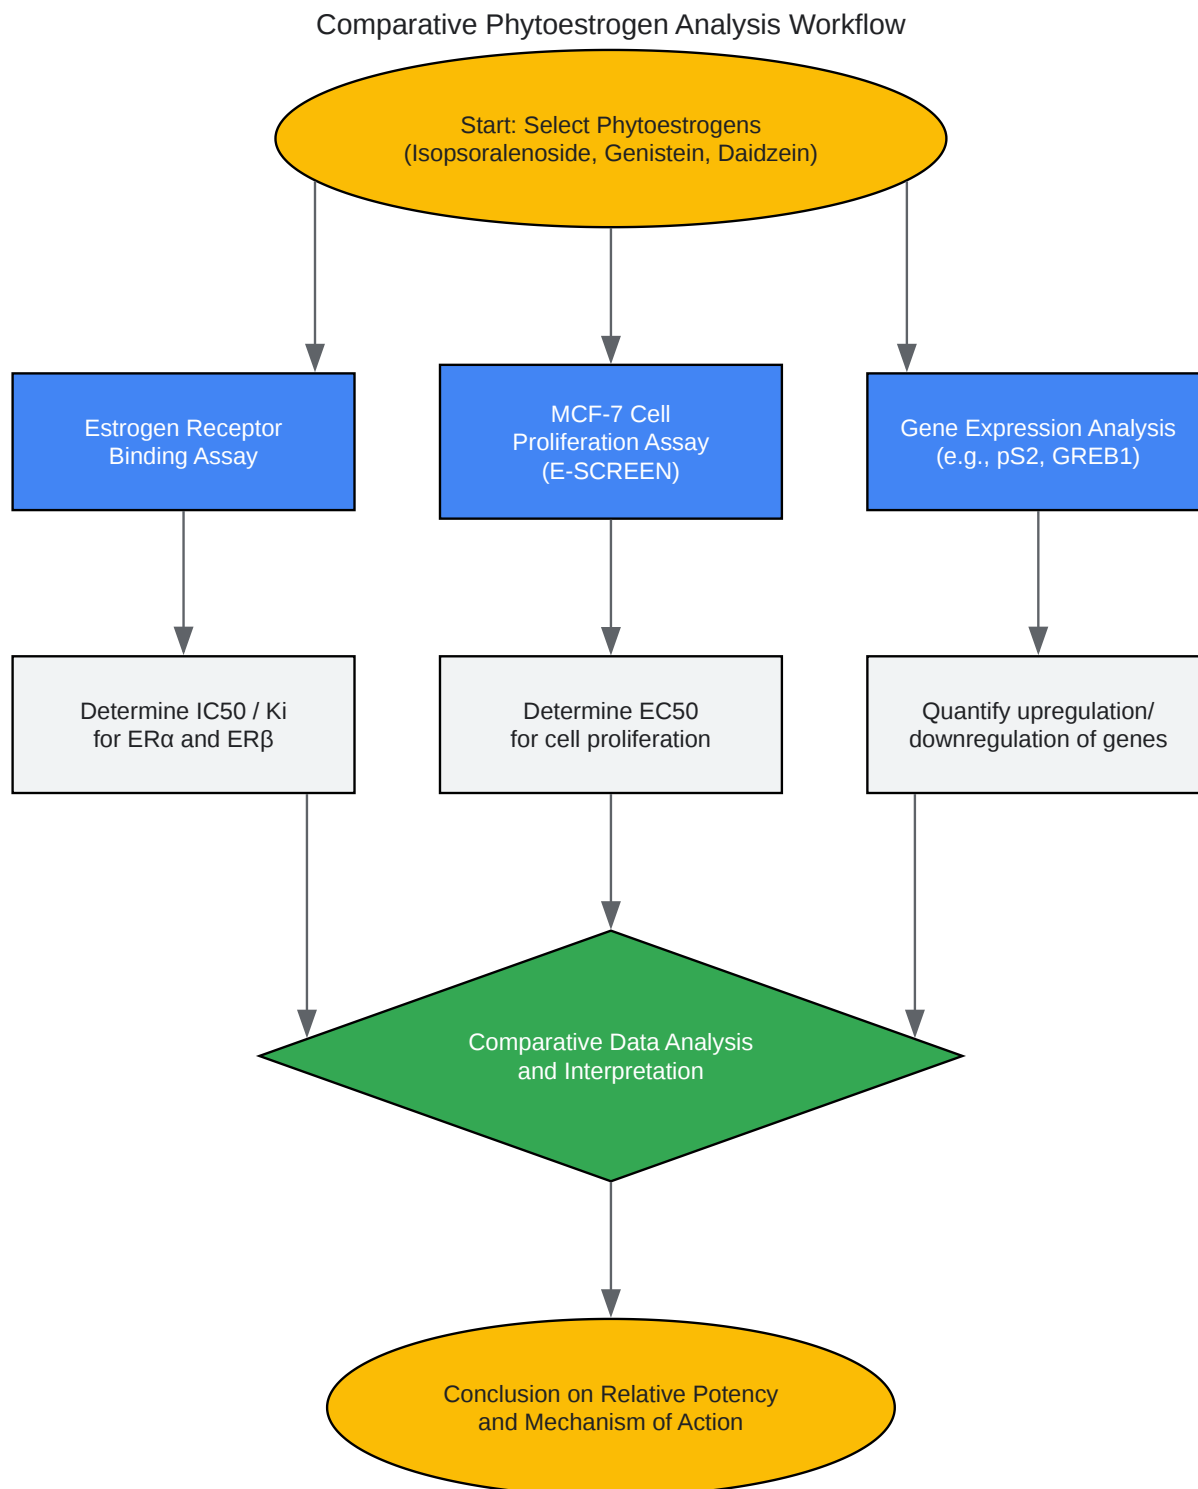 Comparative Phytoestrogen Analysis Workflow
Start: Select Phytoestrogens
(Isopsoralenoside, Genistein, Daidzein)
Estrogen Receptor
Binding Assay
MCF-7 Cell
Proliferation Assay
(E-SCREEN)
Gene Expression Analysis
(e.g., pS2, GREB1)
Determine IC50 / Ki
for ERα and ERβ
Determine EC50
for cell proliferation
Quantify upregulation/
downregulation of genes
Comparative Data Analysis
and Interpretation
Conclusion on Relative Potency
and Mechanism of Action